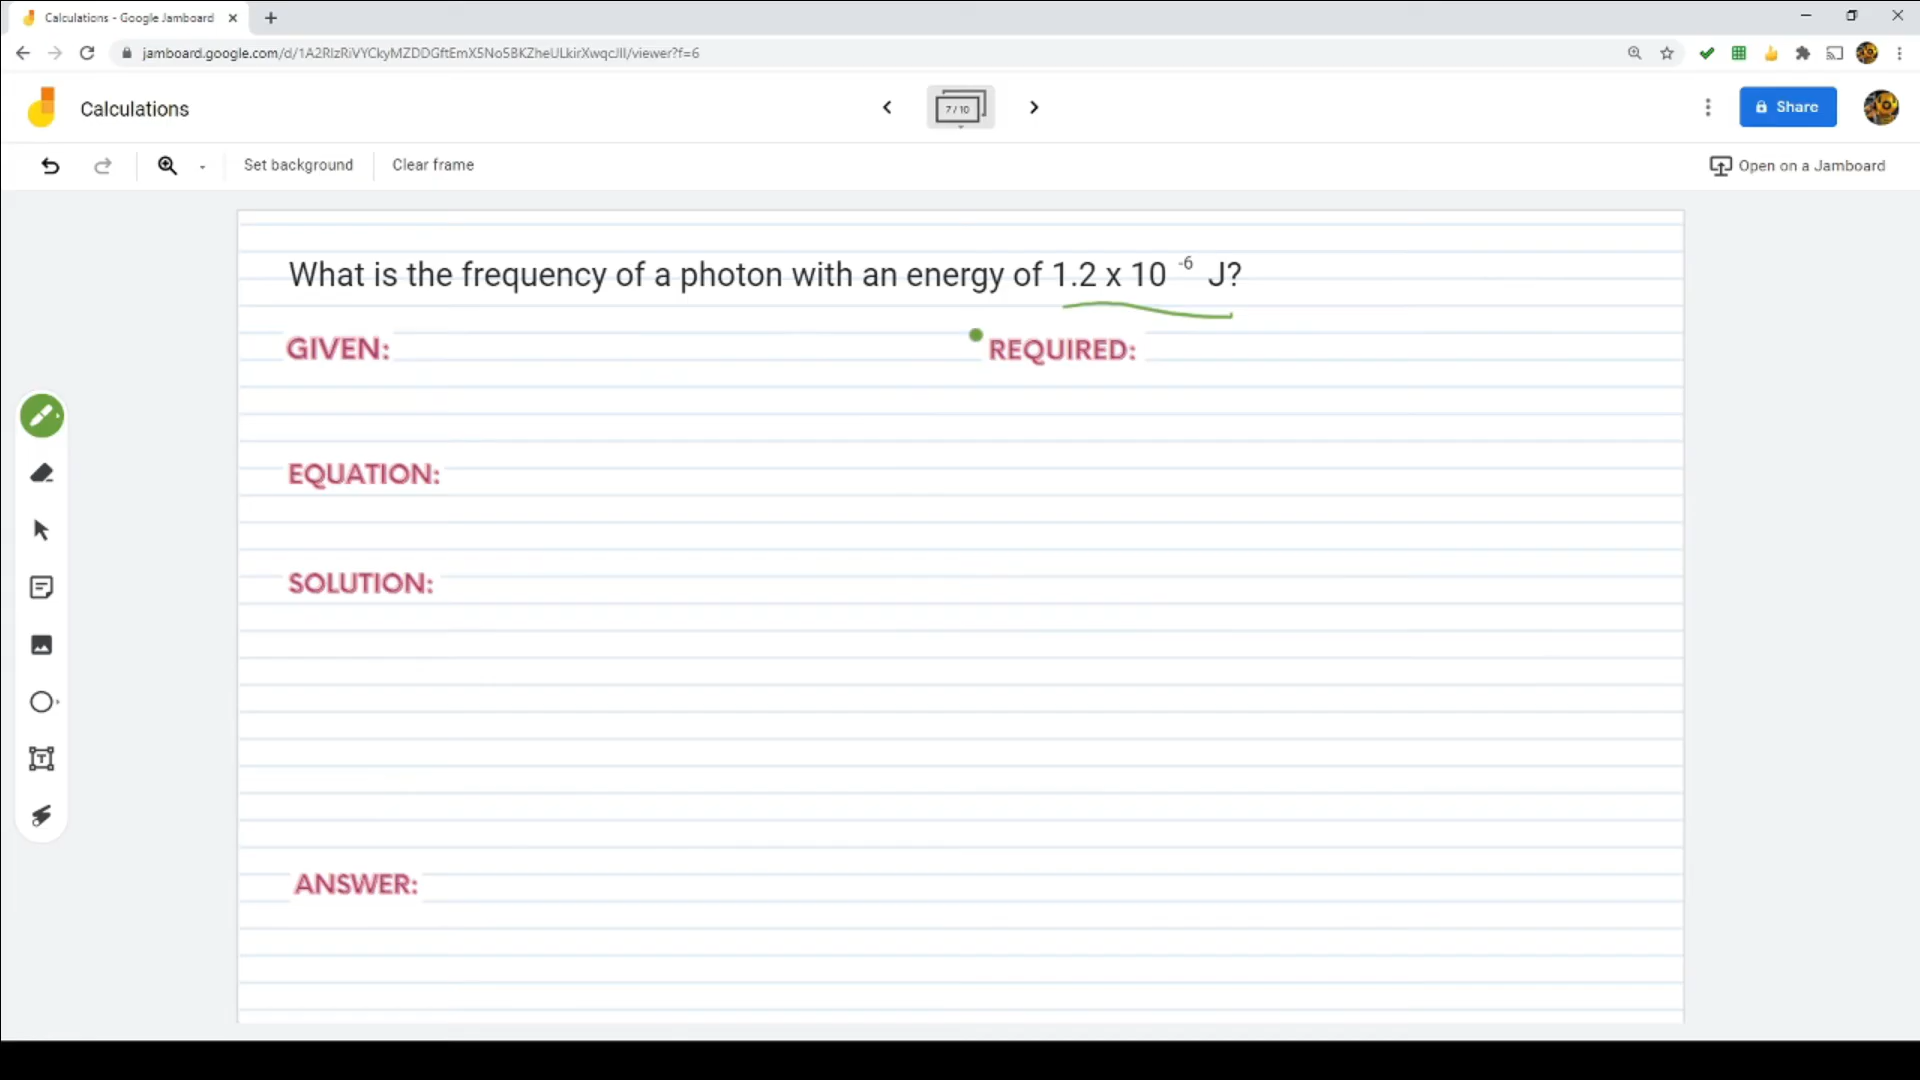 Calculations - Google Jamboard
jamboard.google.com/d/1A2RlzRiVYCkyMZDDGftEmX5No5BKZheULkirXwqcJlI/viewer?f=6
Calculations
7 / 10
Share
Set background
Clear frame
Open on a Jamboard
What is the frequency of a photon with an energy of 1.2 x 10 -6 J?
GIVEN:
REQUIRED:
EQUATION:
SOLUTION:
ANSWER: